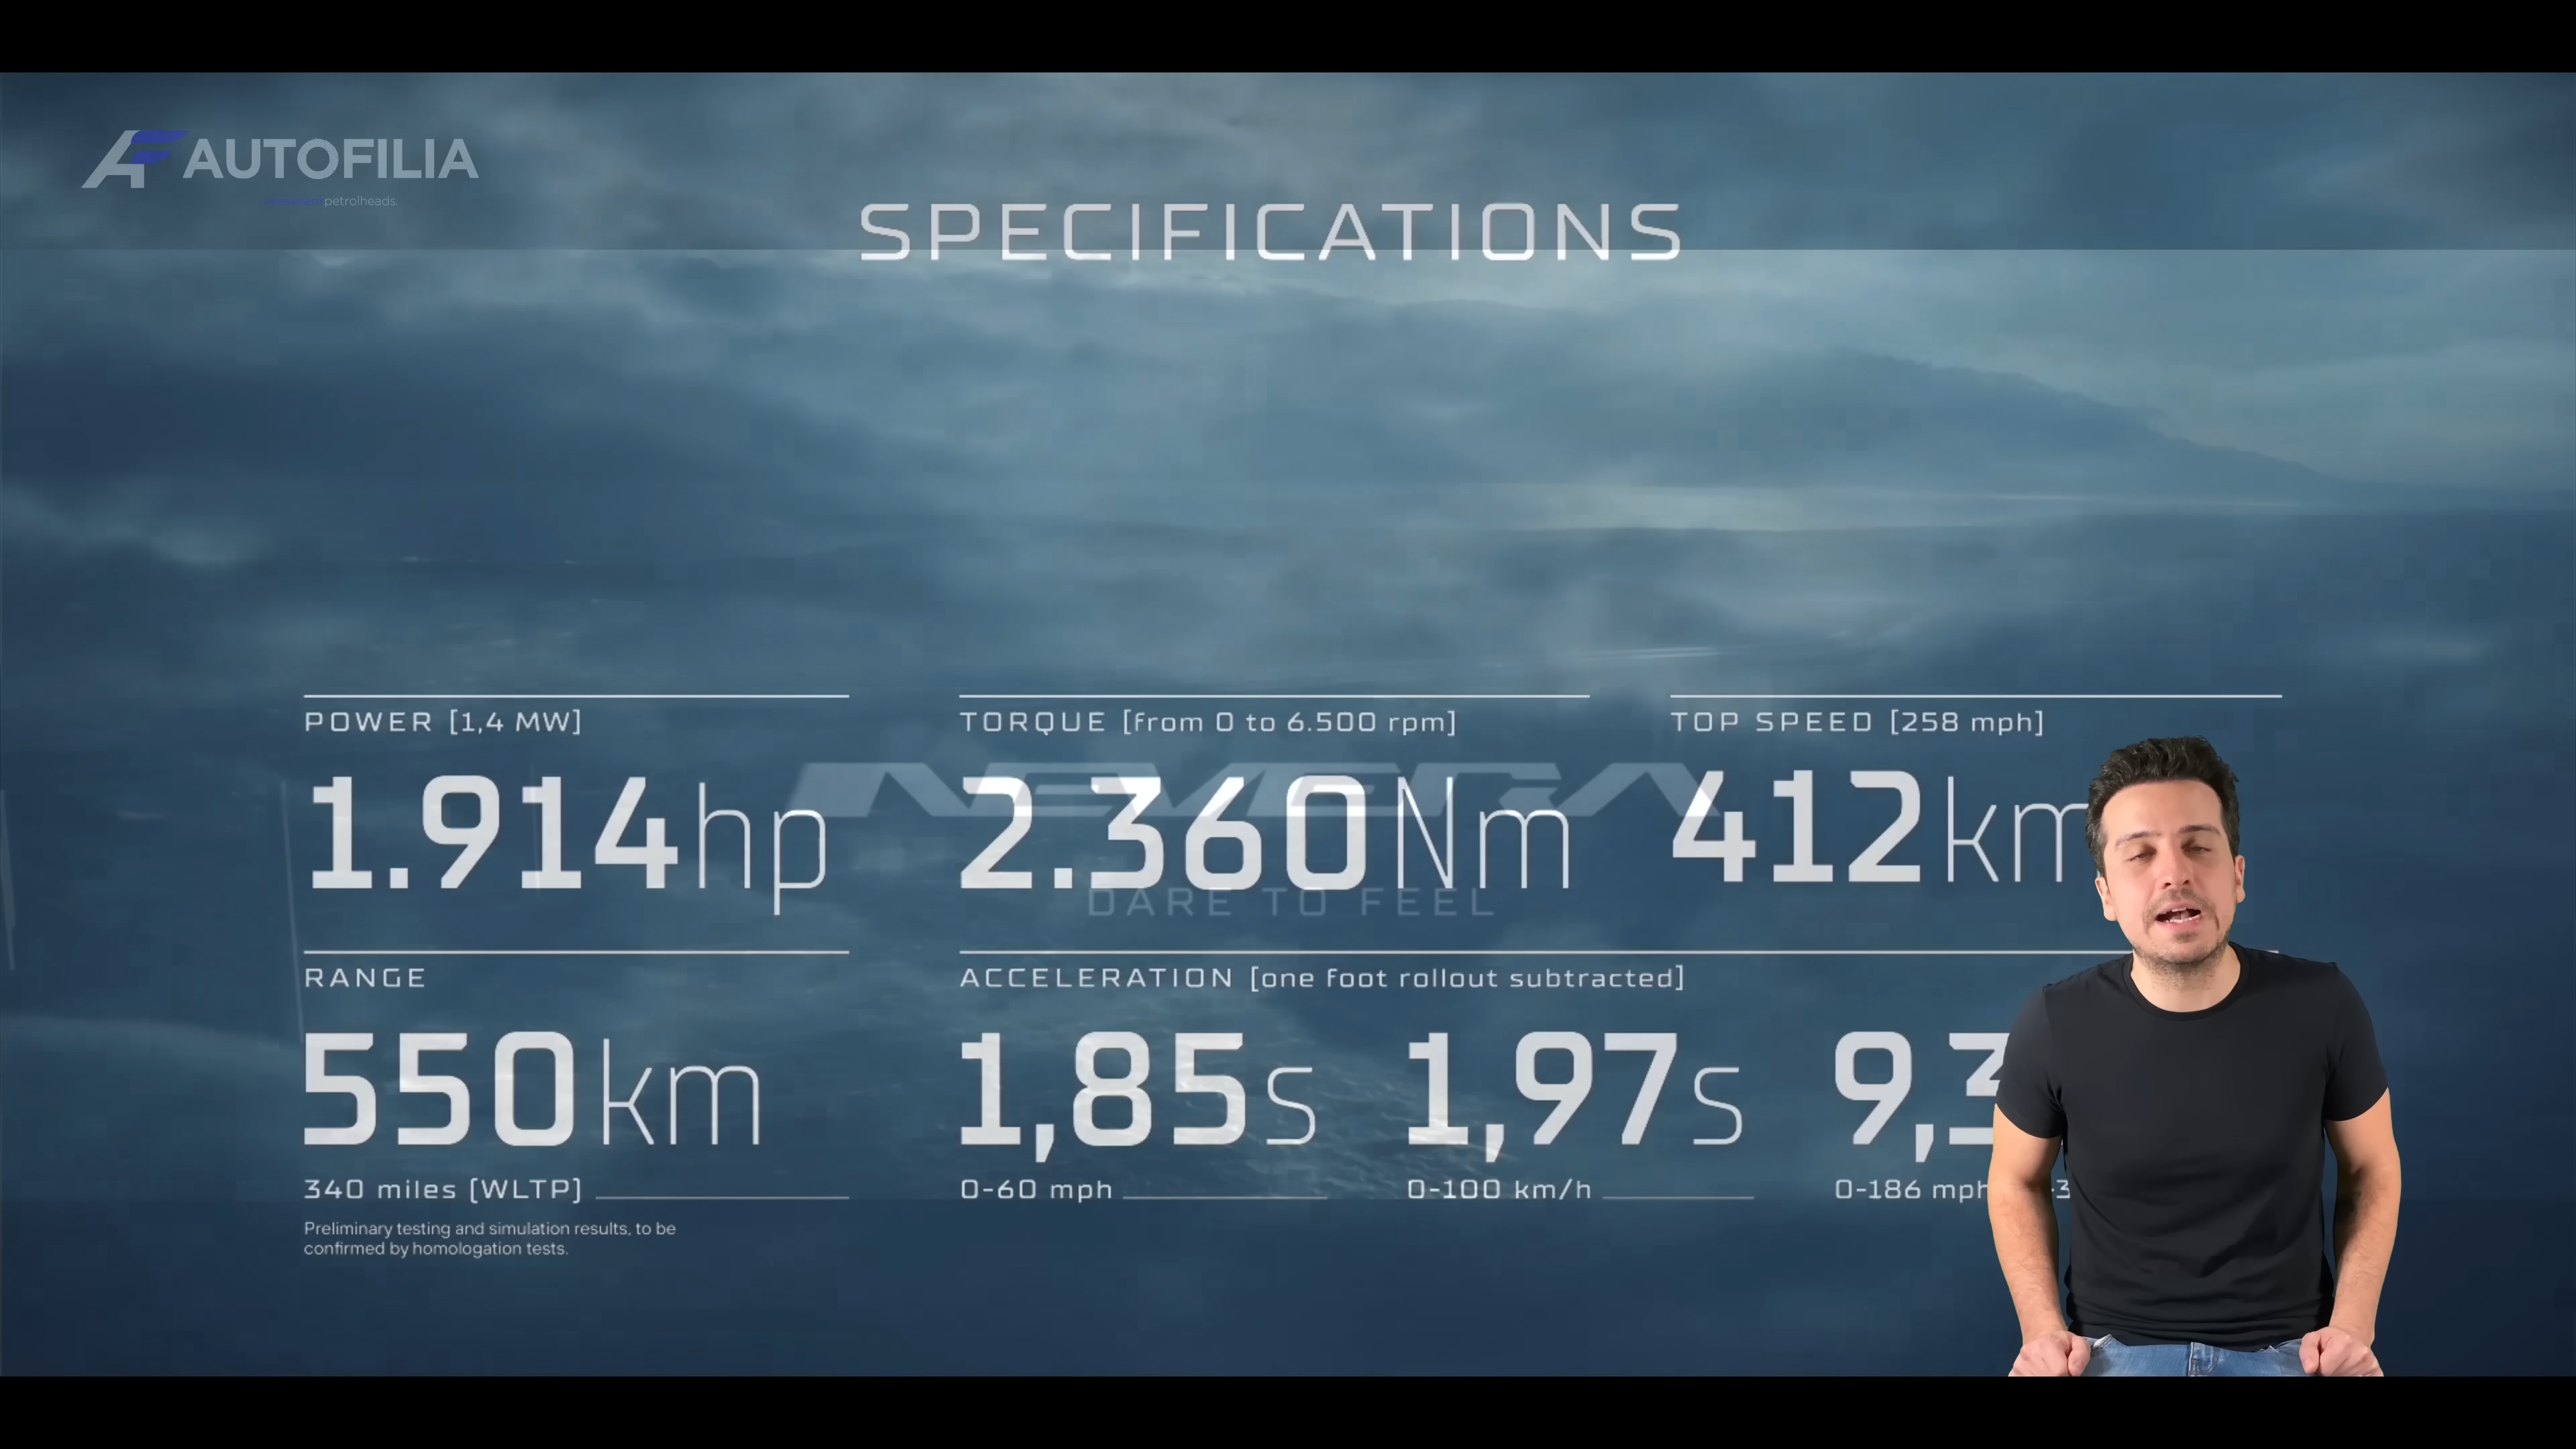 AUTOFILIA
petrolheads.
SPECIFICATIONS
POWER [1,4 MW]
1.914hp
TORQUE [from 0 to 6.500 rpm]
2.360Nm
TOP SPEED [258 mph]
412km
NEVERA
DARE TO FEEL
RANGE
550km
340 miles [WLTP]
Preliminary testing and simulation results, to be
confirmed by homologation tests.
ACCELERATION [one foot rollout subtracted]
1,85s
0-60 mph
1,97s
0-100 km/h
9,3
0-186 mph